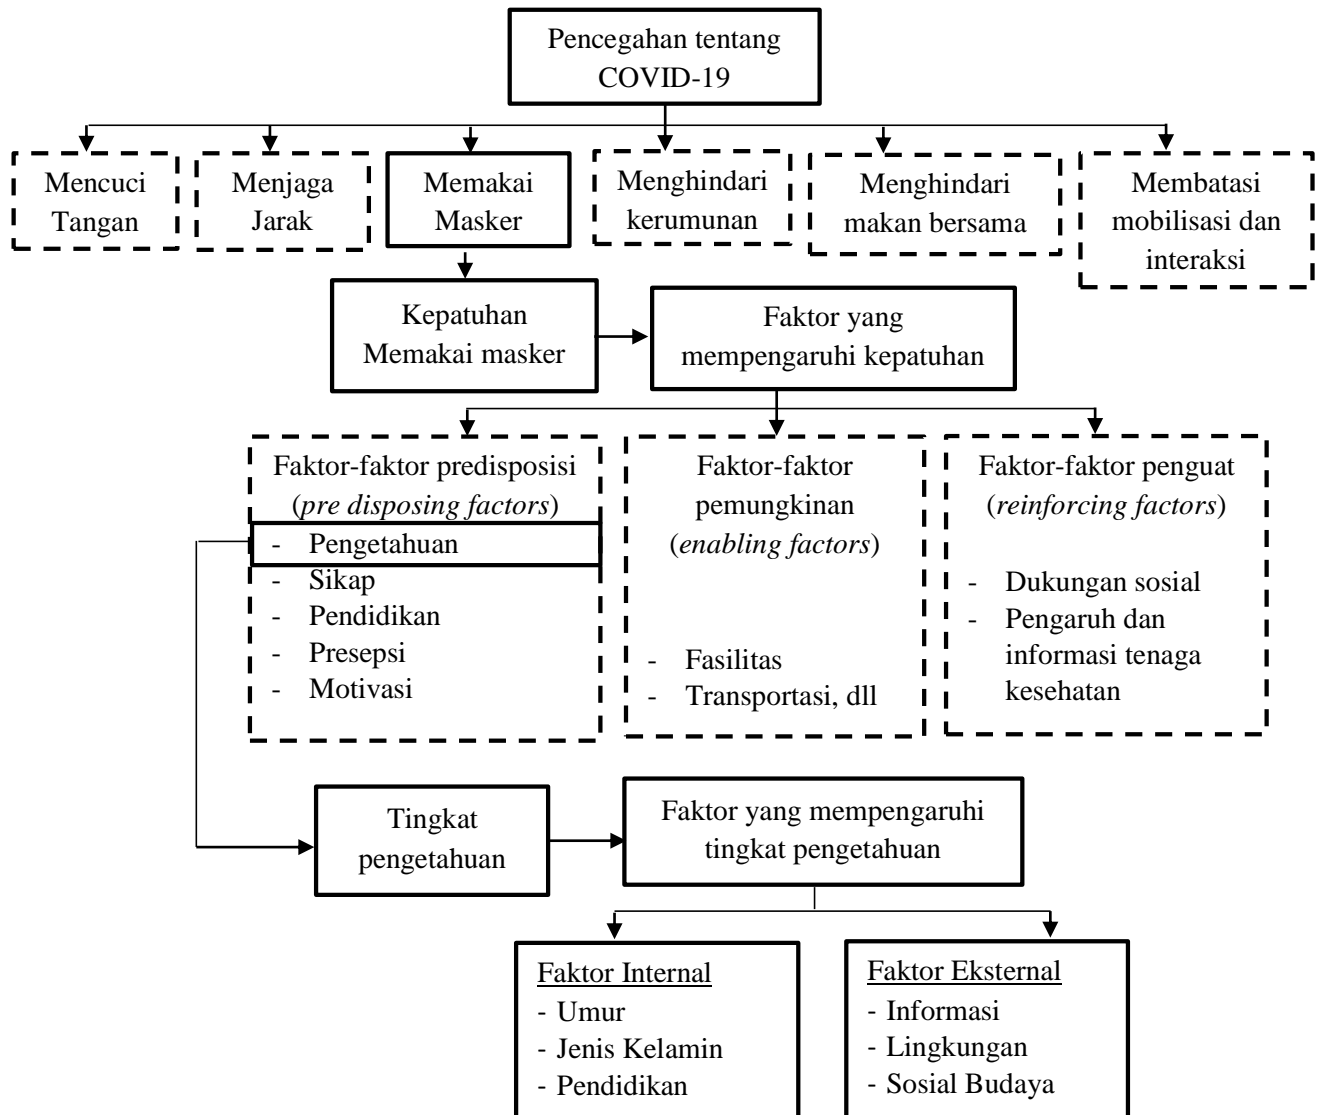 Pencegahan tentang
COVID-19
Mencuci
Tangan
Menjaga
Jarak
Memakai
Masker
Menghindari
kerumunan
Menghindari
makan bersama
Membatasi
mobilisasi dan
interaksi
Kepatuhan
Memakai masker
Faktor yang
mempengaruhi kepatuhan
Faktor-faktor predisposisi
(pre disposing factors)
- Pengetahuan
- Sikap
- Pendidikan
- Presepsi
- Motivasi
Faktor-faktor
pemungkinan
(enabling factors)
- Fasilitas
- Transportasi, dll
Faktor-faktor penguat
(reinforcing factors)
- Dukungan sosial
- Pengaruh dan
informasi tenaga
kesehatan
Tingkat
pengetahuan
Faktor yang mempengaruhi
tingkat pengetahuan
Faktor Internal
- Umur
- Jenis Kelamin
- Pendidikan
Faktor Eksternal
- Informasi
- Lingkungan
- Sosial Budaya